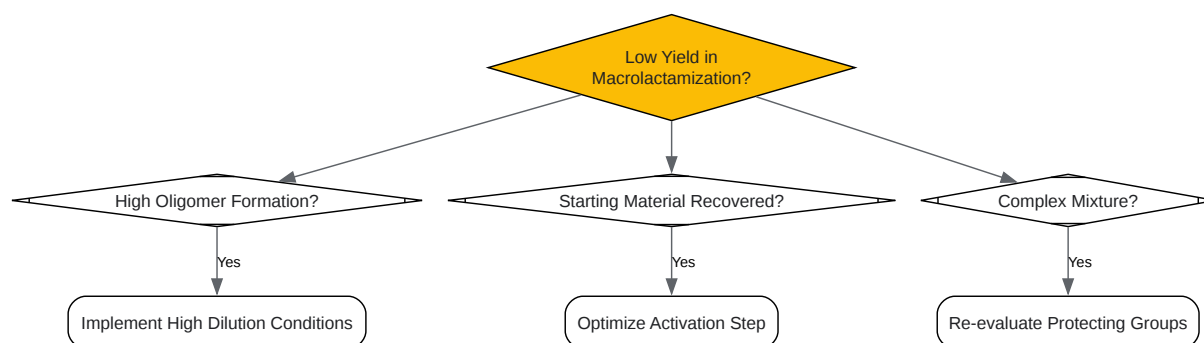 Low Yield in
Macrolactamization?
High Oligomer Formation?
Starting Material Recovered?
Complex Mixture?
Yes
Yes
Yes
Implement High Dilution Conditions
Optimize Activation Step
Re-evaluate Protecting Groups